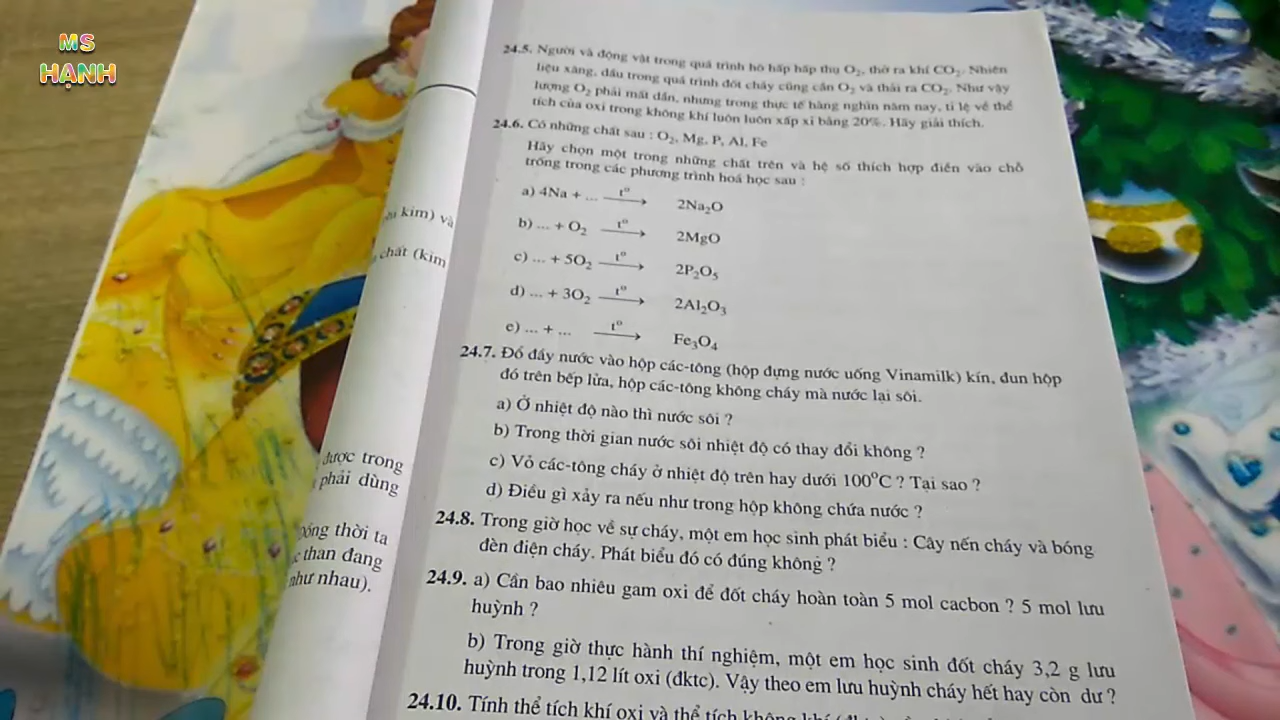 MS
HẠNH
24.5. Người và động vật trong quá trình hô hấp hấp thụ O₂, thở ra khí CO₂. Nhiên
liệu xăng, dầu trong quá trình đốt cháy cũng cần O₂ và thải ra CO₂. Như vậy
lượng O₂ phải mất dần, nhưng trong thực tế hàng nghìn năm nay, tỉ lệ về thể
tích của oxi trong không khí luôn luôn xấp xỉ bằng 20%. Hãy giải thích.
24.6. Có những chất sau : O₂, Mg, P, Al, Fe
Hãy chọn một trong những chất trên và hệ số thích hợp điền vào chỗ
trống trong các phương trình hoá học sau :
a) 4Na + ... —t°→ 2Na₂O
b) ... + O₂ —t°→ 2MgO
c) ... + 5O₂ —t°→ 2P₂O₅
d) ... + 3O₂ —t°→ 2Al₂O₃
e) ... + ... —t°→ Fe₃O₄
24.7. Đổ đầy nước vào hộp các-tông (hộp đựng nước uống Vinamilk) kín, đun hộp
đó trên bếp lửa, hộp các-tông không cháy mà nước lại sôi.
a) Ở nhiệt độ nào thì nước sôi ?
b) Trong thời gian nước sôi nhiệt độ có thay đổi không ?
c) Vỏ các-tông cháy ở nhiệt độ trên hay dưới 100°C ? Tại sao ?
d) Điều gì xảy ra nếu như trong hộp không chứa nước ?
24.8. Trong giờ học về sự cháy, một em học sinh phát biểu : Cây nến cháy và bóng
đèn điện cháy. Phát biểu đó có đúng không ?
24.9. a) Cần bao nhiêu gam oxi để đốt cháy hoàn toàn 5 mol cacbon ? 5 mol lưu
huỳnh ?
b) Trong giờ thực hành thí nghiệm, một em học sinh đốt cháy 3,2 g lưu
huỳnh trong 1,12 lít oxi (đktc). Vậy theo em lưu huỳnh cháy hết hay còn dư ?
24.10. Tính thể tích khí oxi và thể tích không khí
kim) và
chất (kim
được trong
phải dùng
thời ta
than đang
như nhau).